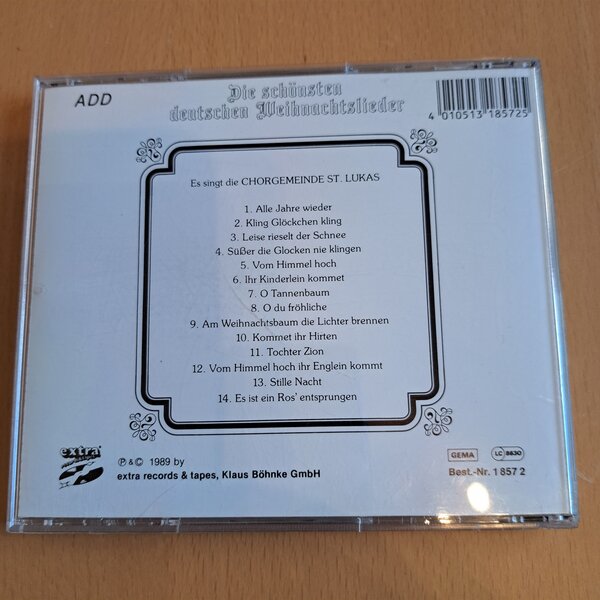 ADD
Die schönsten
deutschen Weihnachtslieder
4 010513 185725
Es singt die CHORGEMEINDE ST. LUKAS
1. Alle Jahre wieder
2. Kling Glöckchen kling
3. Leise rieselt der Schnee
4. Süßer die Glocken nie klingen
5. Vom Himmel hoch
6. Ihr Kinderlein kommet
7. O Tannenbaum
8. O du fröhliche
9. Am Weihnachtsbaum die Lichter brennen
10. Kommet ihr Hirten
11. Tochter Zion
12. Vom Himmel hoch ihr Englein kommt
13. Stille Nacht
14. Es ist ein Ros' entsprungen
extra
℗ & © 1989 by
extra records & tapes, Klaus Böhnke GmbH
GEMA
LC 8630
Best.-Nr. 1 857 2